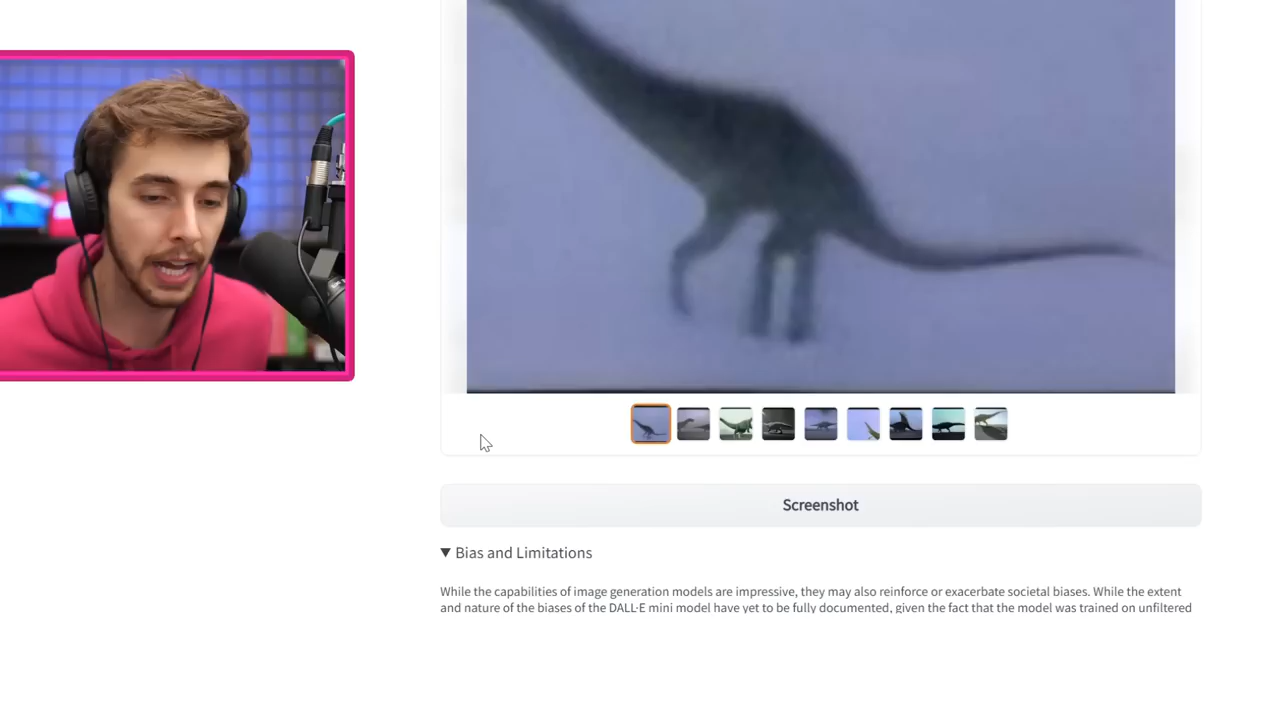 Screenshot
▼ Bias and Limitations
While the capabilities of image generation models are impressive, they may also reinforce or exacerbate societal biases. While the extent
and nature of the biases of the DALL·E mini model have yet to be fully documented, given the fact that the model was trained on unfiltered